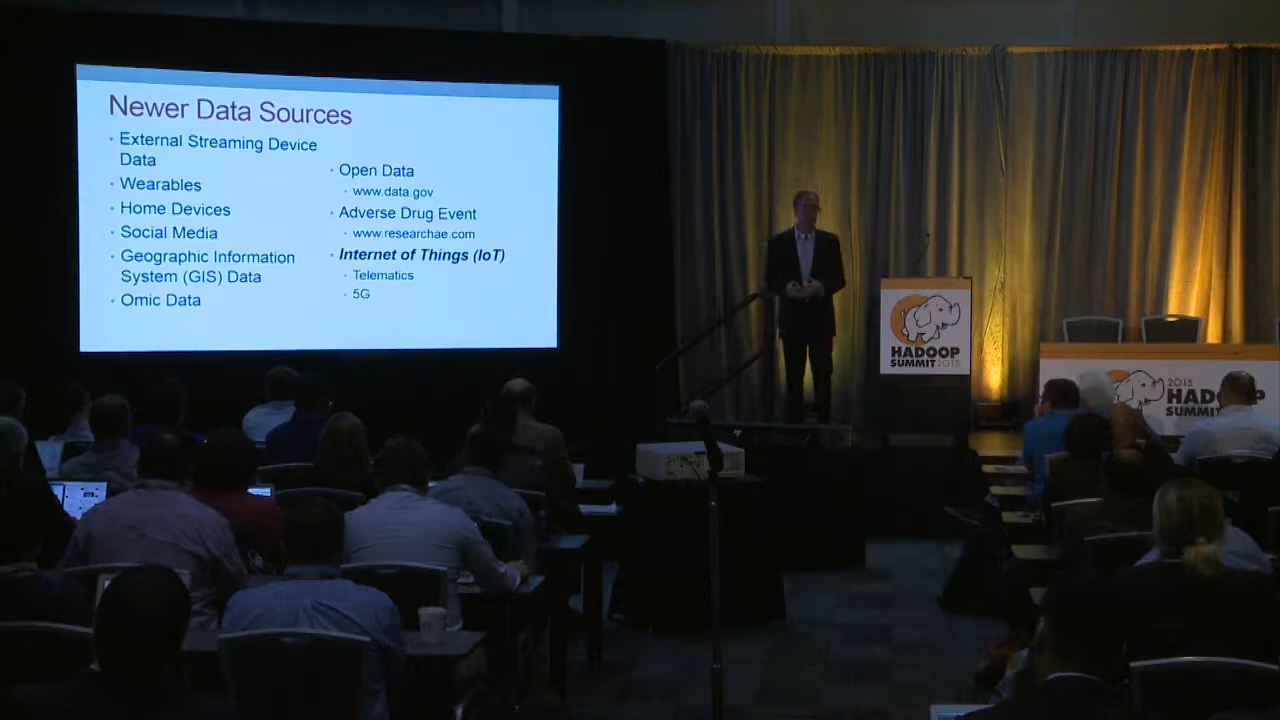 Newer Data Sources
External Streaming Device
Data
Wearables
Home Devices
Social Media
Geographic Information
System (GIS) Data
Omic Data
Open Data
www.data.gov
Adverse Drug Event
www.researchae.com
Internet of Things (IoT)
Telematics
5G
HADOOP
SUMMIT2015
2015
HADOOP
SUMMIT